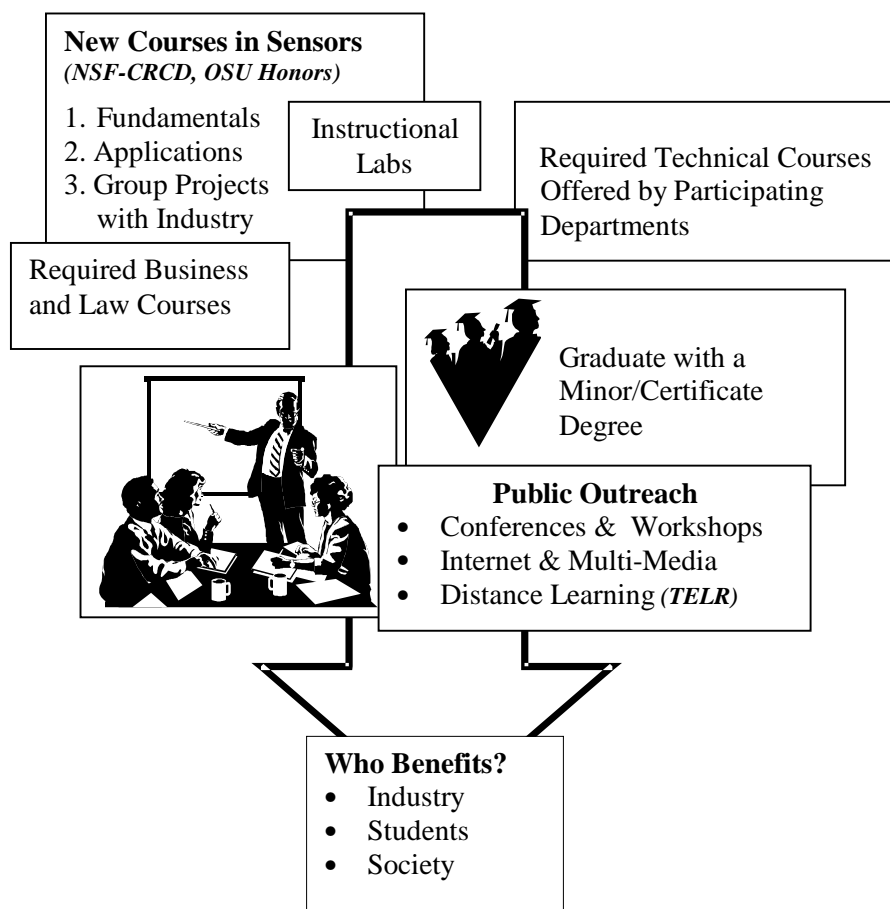 New Courses in Sensors
(NSF-CRCD, OSU Honors)
1. Fundamentals
2. Applications
3. Group Projects
with Industry
Instructional
Labs
Required Technical Courses
Offered by Participating
Departments
Required Business
and Law Courses
Graduate with a
Minor/Certificate
Degree
Public Outreach
• Conferences & Workshops
• Internet & Multi-Media
• Distance Learning (TELR)
Who Benefits?
• Industry
• Students
• Society